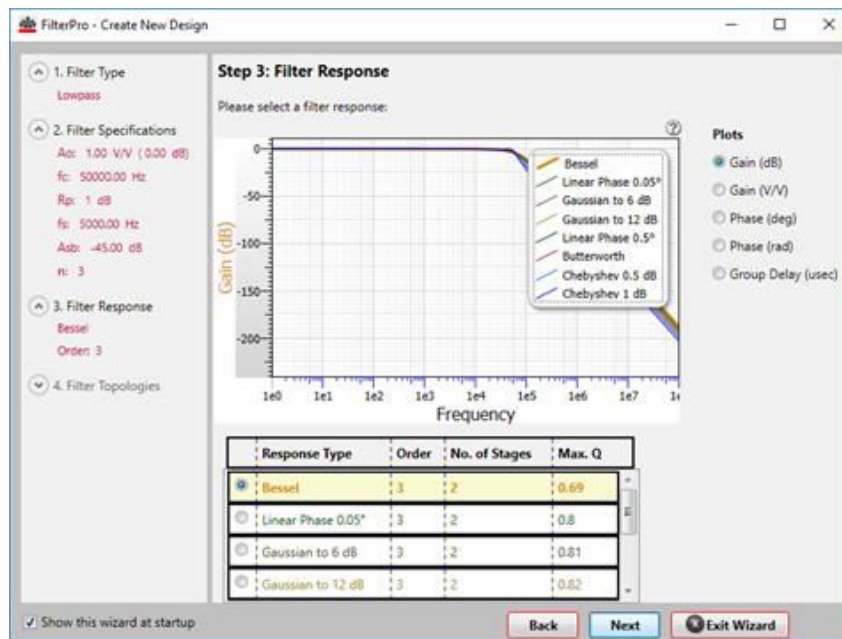 FilterPro - Create New Design
1. Filter Type
Lowpass
2. Filter Specifications
Ao: 1.00 V/V ( 0.00 dB)
fc: 50000.00 Hz
Rp: 1 dB
fs: 5000.00 Hz
Asb: -45.00 dB
n: 3
3. Filter Response
Bessel
Order: 3
4. Filter Topologies
Step 3: Filter Response
Please select a filter response:
?
Gain (dB)
0
-50
-100
-150
-200
Bessel
Linear Phase 0.05°
Gaussian to 6 dB
Gaussian to 12 dB
Linear Phase 0.5°
Butterworth
Chebyshev 0.5 dB
Chebyshev 1 dB
1e0 1e1 1e2 1e3 1e4 1e5 1e6 1e7 1e
Frequency
Plots
Gain (dB)
Gain (V/V)
Phase (deg)
Phase (rad)
Group Delay (usec)
Response Type Order No. of Stages Max. Q
Bessel 3 2 0.69
Linear Phase 0.05° 3 2 0.8
Gaussian to 6 dB 3 2 0.81
Gaussian to 12 dB 3 2 0.82
Show this wizard at startup
Back Next Exit Wizard